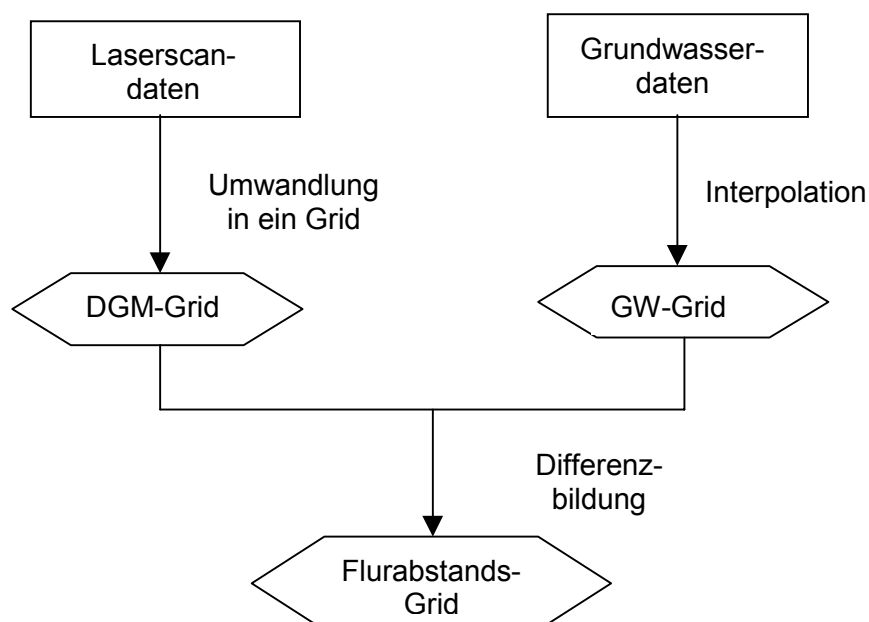 Laserscan-
daten
Grundwasser-
daten
Umwandlung
in ein Grid
Interpolation
DGM-Grid
GW-Grid
Differenz-
bildung
Flurabstands-
Grid